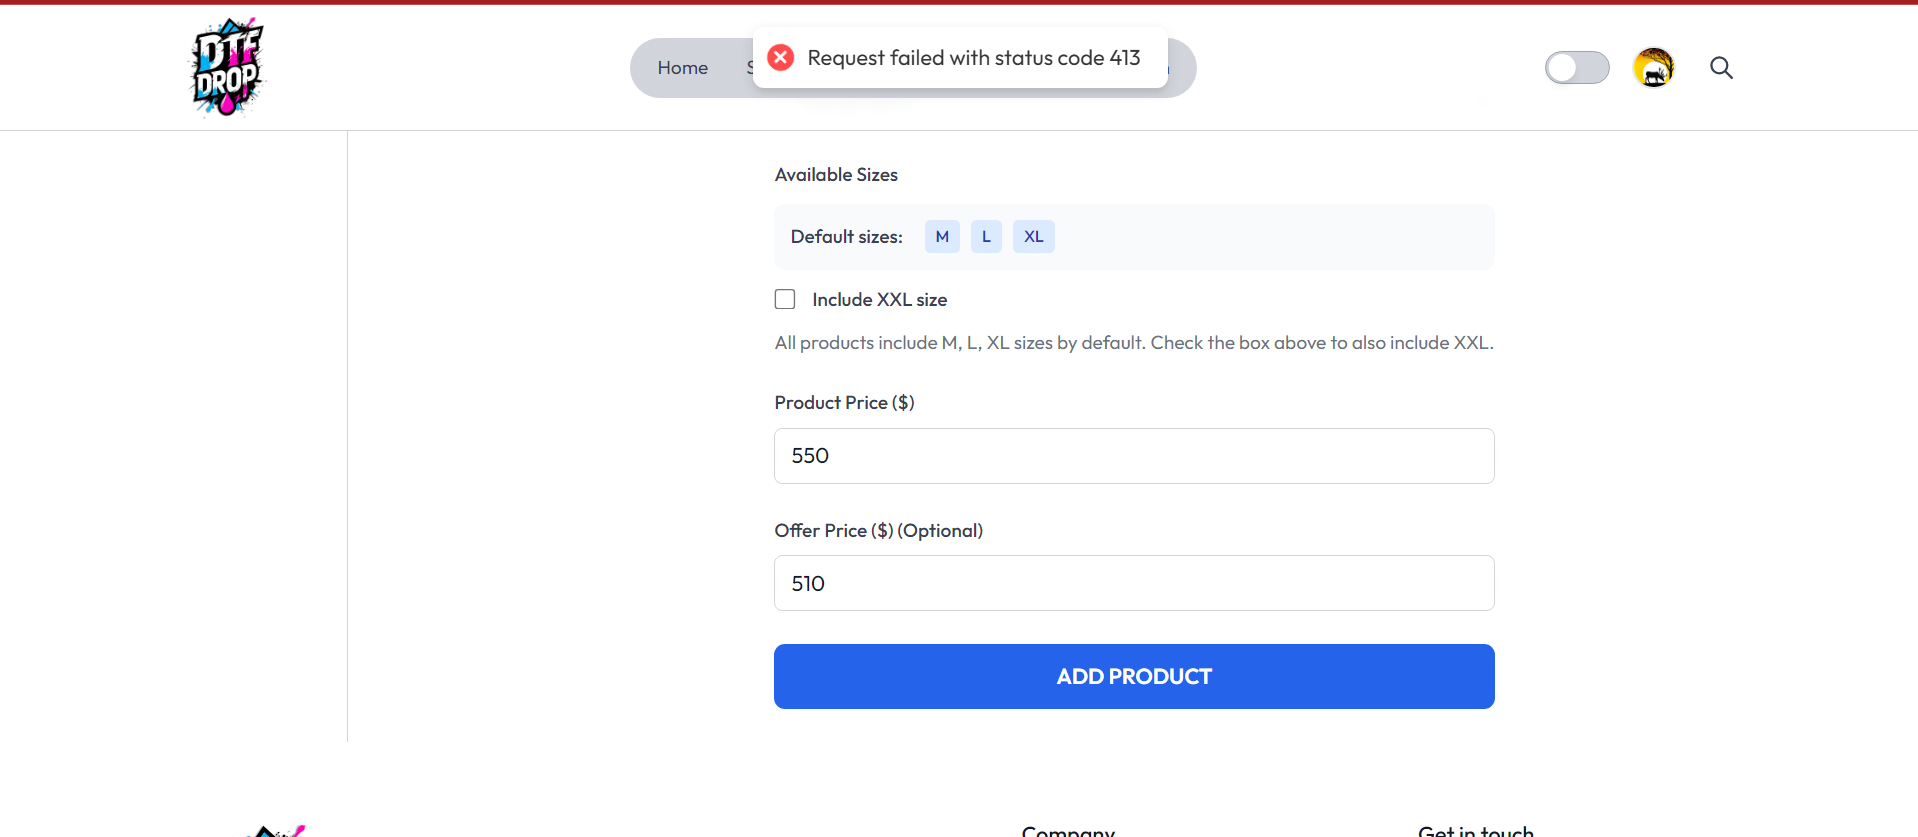 DTF
DROP
Home
S
Request failed with status code 413
Available Sizes
Default sizes: M L XL
Include XXL size
All products include M, L, XL sizes by default. Check the box above to also include XXL.
Product Price ($)
550
Offer Price ($) (Optional)
510
ADD PRODUCT
Company
Get in touch